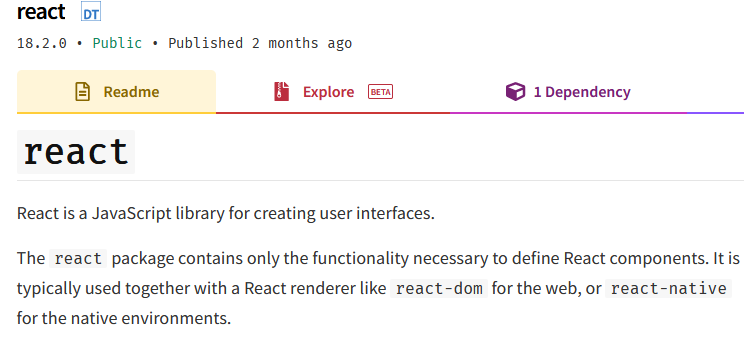 react DT
18.2.0 • Public • Published 2 months ago
Readme Explore BETA 1 Dependency
react
React is a JavaScript library for creating user interfaces.
The react package contains only the functionality necessary to define React components. It is
typically used together with a React renderer like react-dom for the web, or react-native
for the native environments.